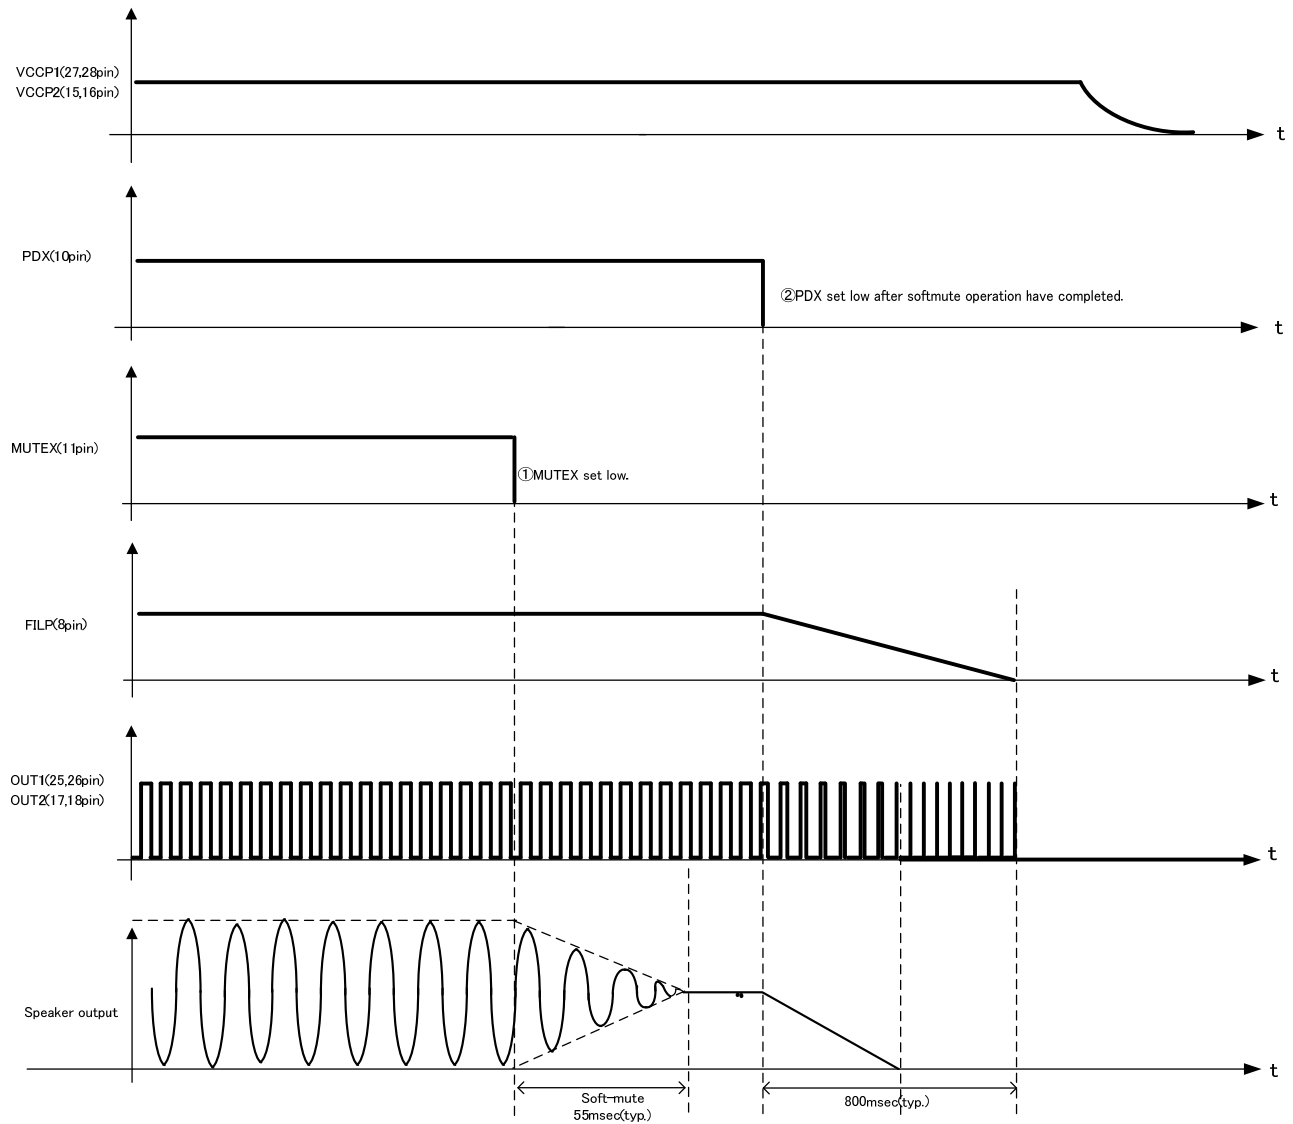 VCCP1(27,28pin)
VCCP2(15,16pin)
t
PDX(10pin)
②PDX set low after softmute operation have completed.
t
MUTEX(11pin)
①MUTEX set low.
t
FILP(8pin)
t
OUT1(25,26pin)
OUT2(17,18pin)
t
Speaker output
t
Soft-mute
55msec(typ.)
800msec(typ.)